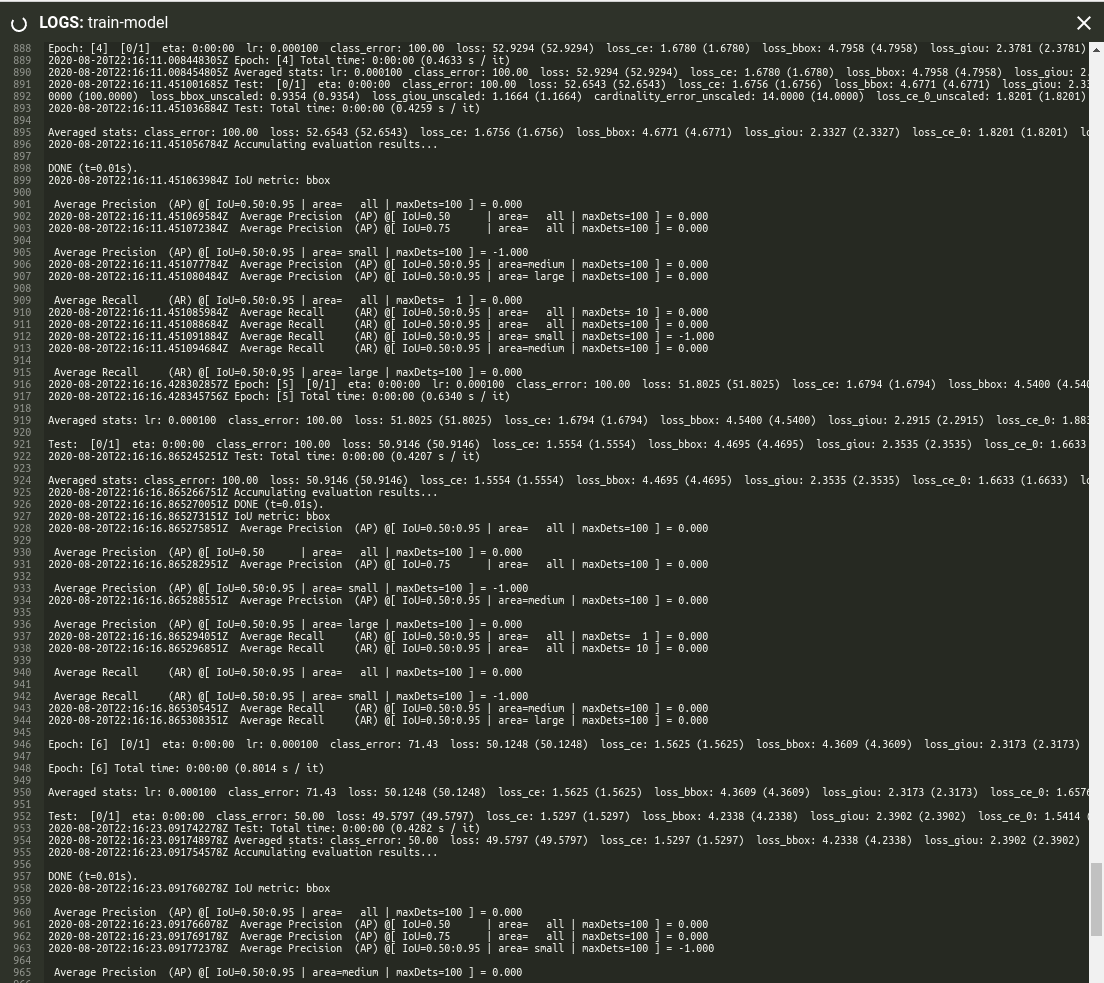 LOGS: train-model
888 Epoch: [4] [0/1] eta: 0:00:00 lr: 0.000100 class_error: 100.00 loss: 52.9294 (52.9294) loss_ce: 1.6780 (1.6780) loss_bbox: 4.7958 (4.7958) loss_giou: 2.3781 (2.3781)
889 2020-08-20T22:16:11.008448305Z Epoch: [4] Total time: 0:00:00 (0.4633 s / it)
890 2020-08-20T22:16:11.008454805Z Averaged stats: lr: 0.000100 class_error: 100.00 loss: 52.9294 (52.9294) loss_ce: 1.6780 (1.6780) loss_bbox: 4.7958 (4.7958) loss_giou: 2.
891 2020-08-20T22:16:11.451001685Z Test: [0/1] eta: 0:00:00 class_error: 100.00 loss: 52.6543 (52.6543) loss_ce: 1.6756 (1.6756) loss_bbox: 4.6771 (4.6771) loss_giou: 2.33
892 0000 (100.0000) loss_bbox_unscaled: 0.9354 (0.9354) loss_giou_unscaled: 1.1664 (1.1664) cardinality_error_unscaled: 14.0000 (14.0000) loss_ce_0_unscaled: 1.8201 (1.8201)
893 2020-08-20T22:16:11.451036884Z Test: Total time: 0:00:00 (0.4259 s / it)
894
895 Averaged stats: class_error: 100.00 loss: 52.6543 (52.6543) loss_ce: 1.6756 (1.6756) loss_bbox: 4.6771 (4.6771) loss_giou: 2.3327 (2.3327) loss_ce_0: 1.8201 (1.8201) lo
896 2020-08-20T22:16:11.451056784Z Accumulating evaluation results...
897
898 DONE (t=0.01s).
899 2020-08-20T22:16:11.451063984Z IoU metric: bbox
900
901 Average Precision (AP) @[ IoU=0.50:0.95 | area= all | maxDets=100 ] = 0.000
902 2020-08-20T22:16:11.451069584Z Average Precision (AP) @[ IoU=0.50 | area= all | maxDets=100 ] = 0.000
903 2020-08-20T22:16:11.451072384Z Average Precision (AP) @[ IoU=0.75 | area= all | maxDets=100 ] = 0.000
904
905 Average Precision (AP) @[ IoU=0.50:0.95 | area= small | maxDets=100 ] = -1.000
906 2020-08-20T22:16:11.451077784Z Average Precision (AP) @[ IoU=0.50:0.95 | area=medium | maxDets=100 ] = 0.000
907 2020-08-20T22:16:11.451080484Z Average Precision (AP) @[ IoU=0.50:0.95 | area= large | maxDets=100 ] = 0.000
908
909 Average Recall (AR) @[ IoU=0.50:0.95 | area= all | maxDets= 1 ] = 0.000
910 2020-08-20T22:16:11.451085984Z Average Recall (AR) @[ IoU=0.50:0.95 | area= all | maxDets= 10 ] = 0.000
911 2020-08-20T22:16:11.451088684Z Average Recall (AR) @[ IoU=0.50:0.95 | area= all | maxDets=100 ] = 0.000
912 2020-08-20T22:16:11.451091884Z Average Recall (AR) @[ IoU=0.50:0.95 | area= small | maxDets=100 ] = -1.000
913 2020-08-20T22:16:11.451094684Z Average Recall (AR) @[ IoU=0.50:0.95 | area=medium | maxDets=100 ] = 0.000
914
915 Average Recall (AR) @[ IoU=0.50:0.95 | area= large | maxDets=100 ] = 0.000
916 2020-08-20T22:16:16.428302857Z Epoch: [5] [0/1] eta: 0:00:00 lr: 0.000100 class_error: 100.00 loss: 51.8025 (51.8025) loss_ce: 1.6794 (1.6794) loss_bbox: 4.5400 (4.540
917 2020-08-20T22:16:16.428345756Z Epoch: [5] Total time: 0:00:00 (0.6340 s / it)
918
919 Averaged stats: lr: 0.000100 class_error: 100.00 loss: 51.8025 (51.8025) loss_ce: 1.6794 (1.6794) loss_bbox: 4.5400 (4.5400) loss_giou: 2.2915 (2.2915) loss_ce_0: 1.883
920
921 Test: [0/1] eta: 0:00:00 class_error: 100.00 loss: 50.9146 (50.9146) loss_ce: 1.5554 (1.5554) loss_bbox: 4.4695 (4.4695) loss_giou: 2.3535 (2.3535) loss_ce_0: 1.6633
922 2020-08-20T22:16:16.865245251Z Test: Total time: 0:00:00 (0.4207 s / it)
923
924 Averaged stats: class_error: 100.00 loss: 50.9146 (50.9146) loss_ce: 1.5554 (1.5554) loss_bbox: 4.4695 (4.4695) loss_giou: 2.3535 (2.3535) loss_ce_0: 1.6633 (1.6633) lo
925 2020-08-20T22:16:16.865266751Z Accumulating evaluation results...
926 2020-08-20T22:16:16.865270051Z DONE (t=0.01s).
927 2020-08-20T22:16:16.865273151Z IoU metric: bbox
928 2020-08-20T22:16:16.865275851Z Average Precision (AP) @[ IoU=0.50:0.95 | area= all | maxDets=100 ] = 0.000
929
930 Average Precision (AP) @[ IoU=0.50 | area= all | maxDets=100 ] = 0.000
931 2020-08-20T22:16:16.865282951Z Average Precision (AP) @[ IoU=0.75 | area= all | maxDets=100 ] = 0.000
932
933 Average Precision (AP) @[ IoU=0.50:0.95 | area= small | maxDets=100 ] = -1.000
934 2020-08-20T22:16:16.865288551Z Average Precision (AP) @[ IoU=0.50:0.95 | area=medium | maxDets=100 ] = 0.000
935
936 Average Precision (AP) @[ IoU=0.50:0.95 | area= large | maxDets=100 ] = 0.000
937 2020-08-20T22:16:16.865294051Z Average Recall (AR) @[ IoU=0.50:0.95 | area= all | maxDets= 1 ] = 0.000
938 2020-08-20T22:16:16.865296851Z Average Recall (AR) @[ IoU=0.50:0.95 | area= all | maxDets= 10 ] = 0.000
939
940 Average Recall (AR) @[ IoU=0.50:0.95 | area= all | maxDets=100 ] = 0.000
941
942 Average Recall (AR) @[ IoU=0.50:0.95 | area= small | maxDets=100 ] = -1.000
943 2020-08-20T22:16:16.865305451Z Average Recall (AR) @[ IoU=0.50:0.95 | area=medium | maxDets=100 ] = 0.000
944 2020-08-20T22:16:16.865308351Z Average Recall (AR) @[ IoU=0.50:0.95 | area= large | maxDets=100 ] = 0.000
945
946 Epoch: [6] [0/1] eta: 0:00:00 lr: 0.000100 class_error: 71.43 loss: 50.1248 (50.1248) loss_ce: 1.5625 (1.5625) loss_bbox: 4.3609 (4.3609) loss_giou: 2.3173 (2.3173)
947
948 Epoch: [6] Total time: 0:00:00 (0.8014 s / it)
949
950 Averaged stats: lr: 0.000100 class_error: 71.43 loss: 50.1248 (50.1248) loss_ce: 1.5625 (1.5625) loss_bbox: 4.3609 (4.3609) loss_giou: 2.3173 (2.3173) loss_ce_0: 1.6576
951
952 Test: [0/1] eta: 0:00:00 class_error: 50.00 loss: 49.5797 (49.5797) loss_ce: 1.5297 (1.5297) loss_bbox: 4.2338 (4.2338) loss_giou: 2.3902 (2.3902) loss_ce_0: 1.5414 (
953 2020-08-20T22:16:23.091742278Z Test: Total time: 0:00:00 (0.4282 s / it)
954 2020-08-20T22:16:23.091748978Z Averaged stats: class_error: 50.00 loss: 49.5797 (49.5797) loss_ce: 1.5297 (1.5297) loss_bbox: 4.2338 (4.2338) loss_giou: 2.3902 (2.3902)
955 2020-08-20T22:16:23.091754578Z Accumulating evaluation results...
956
957 DONE (t=0.01s).
958 2020-08-20T22:16:23.091760278Z IoU metric: bbox
959
960 Average Precision (AP) @[ IoU=0.50:0.95 | area= all | maxDets=100 ] = 0.000
961 2020-08-20T22:16:23.091766078Z Average Precision (AP) @[ IoU=0.50 | area= all | maxDets=100 ] = 0.000
962 2020-08-20T22:16:23.091769178Z Average Precision (AP) @[ IoU=0.75 | area= all | maxDets=100 ] = 0.000
963 2020-08-20T22:16:23.091772378Z Average Precision (AP) @[ IoU=0.50:0.95 | area= small | maxDets=100 ] = -1.000
964
965 Average Precision (AP) @[ IoU=0.50:0.95 | area=medium | maxDets=100 ] = 0.000